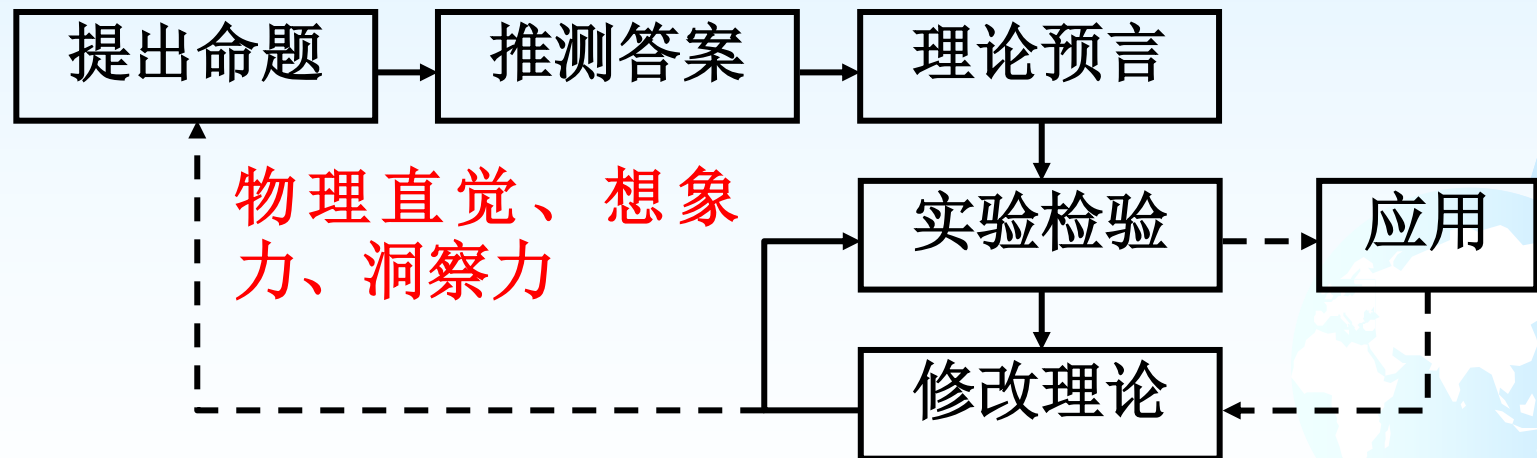 提出命题
推测答案
理论预言
物理直觉、想象
力、洞察力
实验检验
应用
修改理论